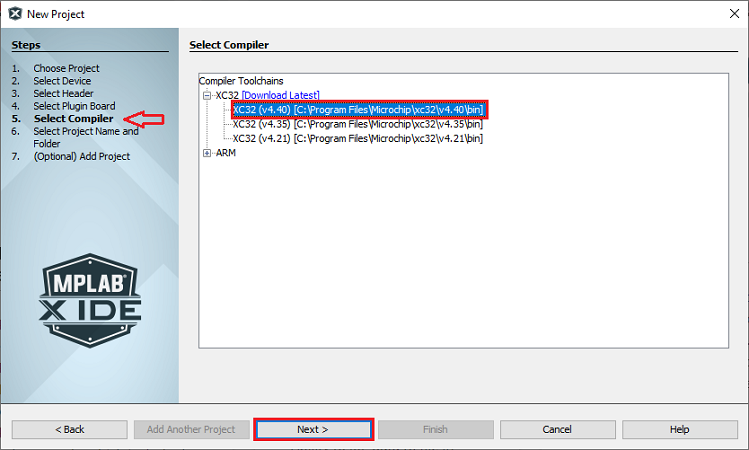 New Project
Steps
1. Choose Project
2. Select Device
3. Select Header
4. Select Plugin Board
5. Select Compiler
6. Select Project Name and
Folder
7. (Optional) Add Project
MPLAB
X IDE
Select Compiler
Compiler Toolchains
XC32 [Download Latest]
XC32 (v4.40) [C:\Program Files\Microchip\xc32\v4.40\bin]
XC32 (v4.35) [C:\Program Files\Microchip\xc32\v4.35\bin]
XC32 (v4.21) [C:\Program Files\Microchip\xc32\v4.21\bin]
ARM
< Back
Add Another Project
Next >
Finish
Cancel
Help